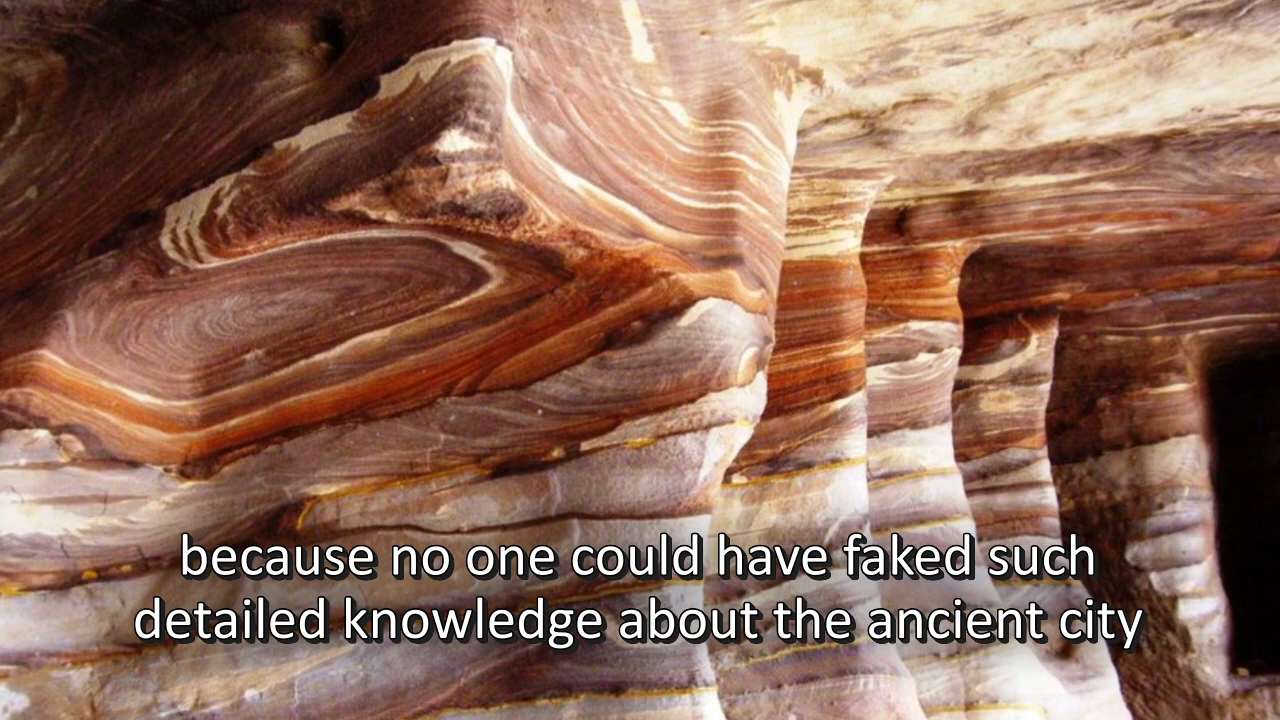 because no one could have faked such
detailed knowledge about the ancient city